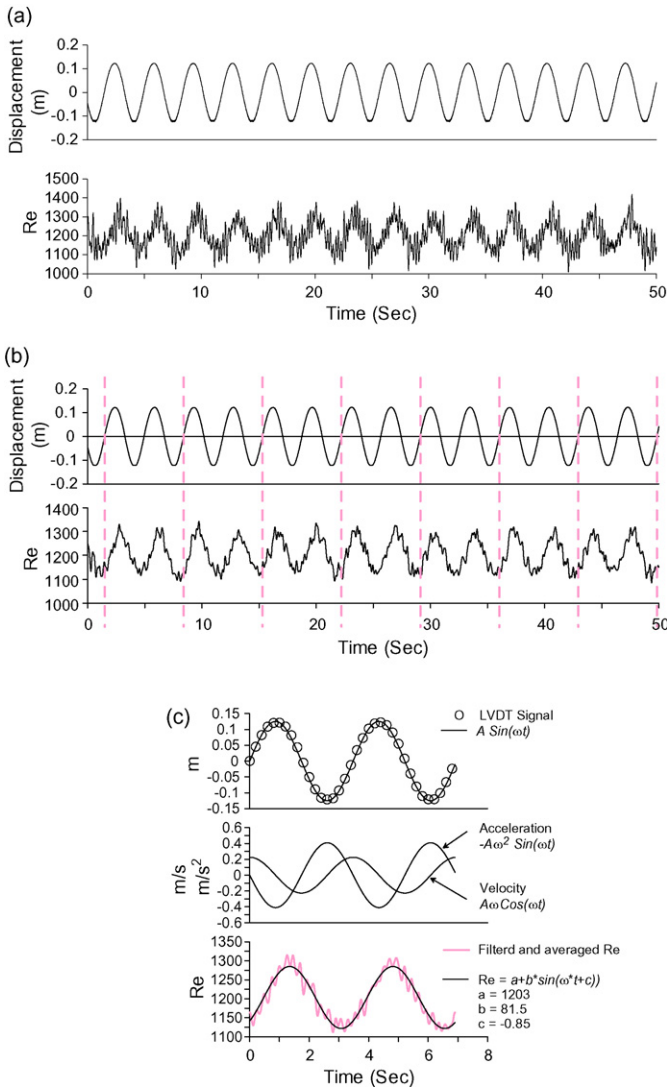 (a)
Displacement
(m)
0.2
0.1
0
-0.1
-0.2
Re
1500
1400
1300
1200
1100
1000
0
10
20
30
40
50
Time (Sec)
(b)
Displacement
(m)
0.2
0.1
0
-0.1
-0.2
Re
1400
1300
1200
1100
1000
0
10
20
30
40
50
Time (Sec)
(c)
m
0.15
0.1
0.05
0
-0.05
-0.1
-0.15
LVDT Signal
A Sin(ωt)
m/s
m/s²
0.6
0.4
0.2
0
-0.2
-0.4
-0.6
Acceleration
-Aω² Sin(ωt)
Velocity
AωCos(ωt)
Re
1350
1300
1250
1200
1150
1100
0
2
4
6
8
Time (Sec)
Filterd and averaged Re
Re = a+b*sin(ω*t+c))
a = 1203
b = 81.5
c = -0.85